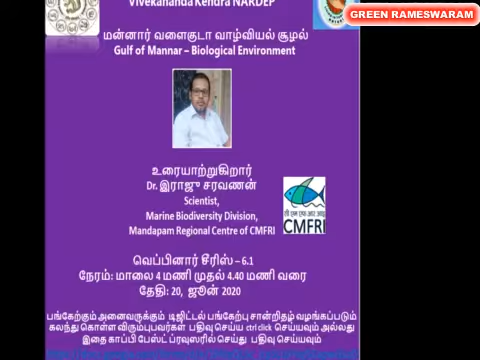 Vivekananda Kendra NARDEP
GREEN RAMESWARAM
மன்னார் வளைகுடா வாழ்வியல் சூழல்
Gulf of Mannar – Biological Environment
உரையாற்றுகிறார்
Dr. இராஜு சரவணன்
Scientist,
Marine Biodiversity Division,
Mandapam Regional Centre of CMFRI
CMFRI
வெப்பினார் சீரிஸ் – 6.1
நேரம்: மாலை 4 மணி முதல் 4.40 மணி வரை
தேதி: 20, ஜூன் 2020
பங்கேற்கும் அனைவருக்கும் டிஜிட்டல் பங்கேற்பு சான்றிதழ் வழங்கப்படும்
கலந்து கொள்ள விரும்புபவர்கள் பதிவு செய்ய ctrl click செய்யவும் அல்லது
இதை காப்பி பேஸ்ட் ப்ரவுஸரில் செய்து பதிவு செய்யவும்